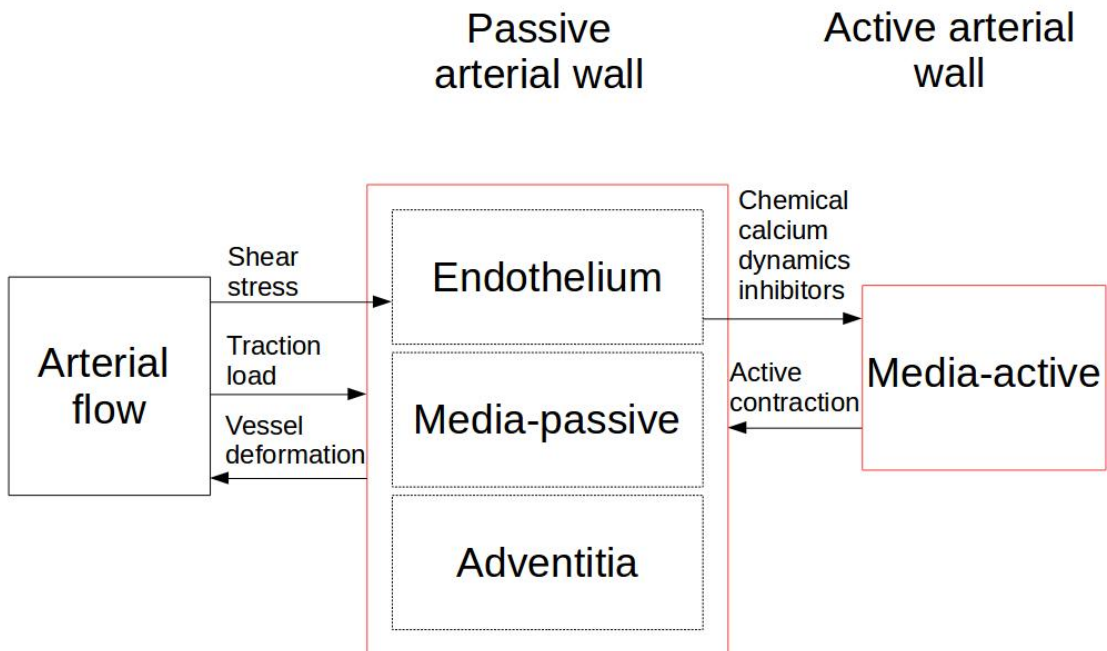 Passive
arterial wall
Active arterial
wall
Shear
stress
Traction
load
Vessel
deformation
Arterial
flow
Endothelium
Media-passive
Adventitia
Chemical
calcium
dynamics
inhibitors
Active
contraction
Media-active